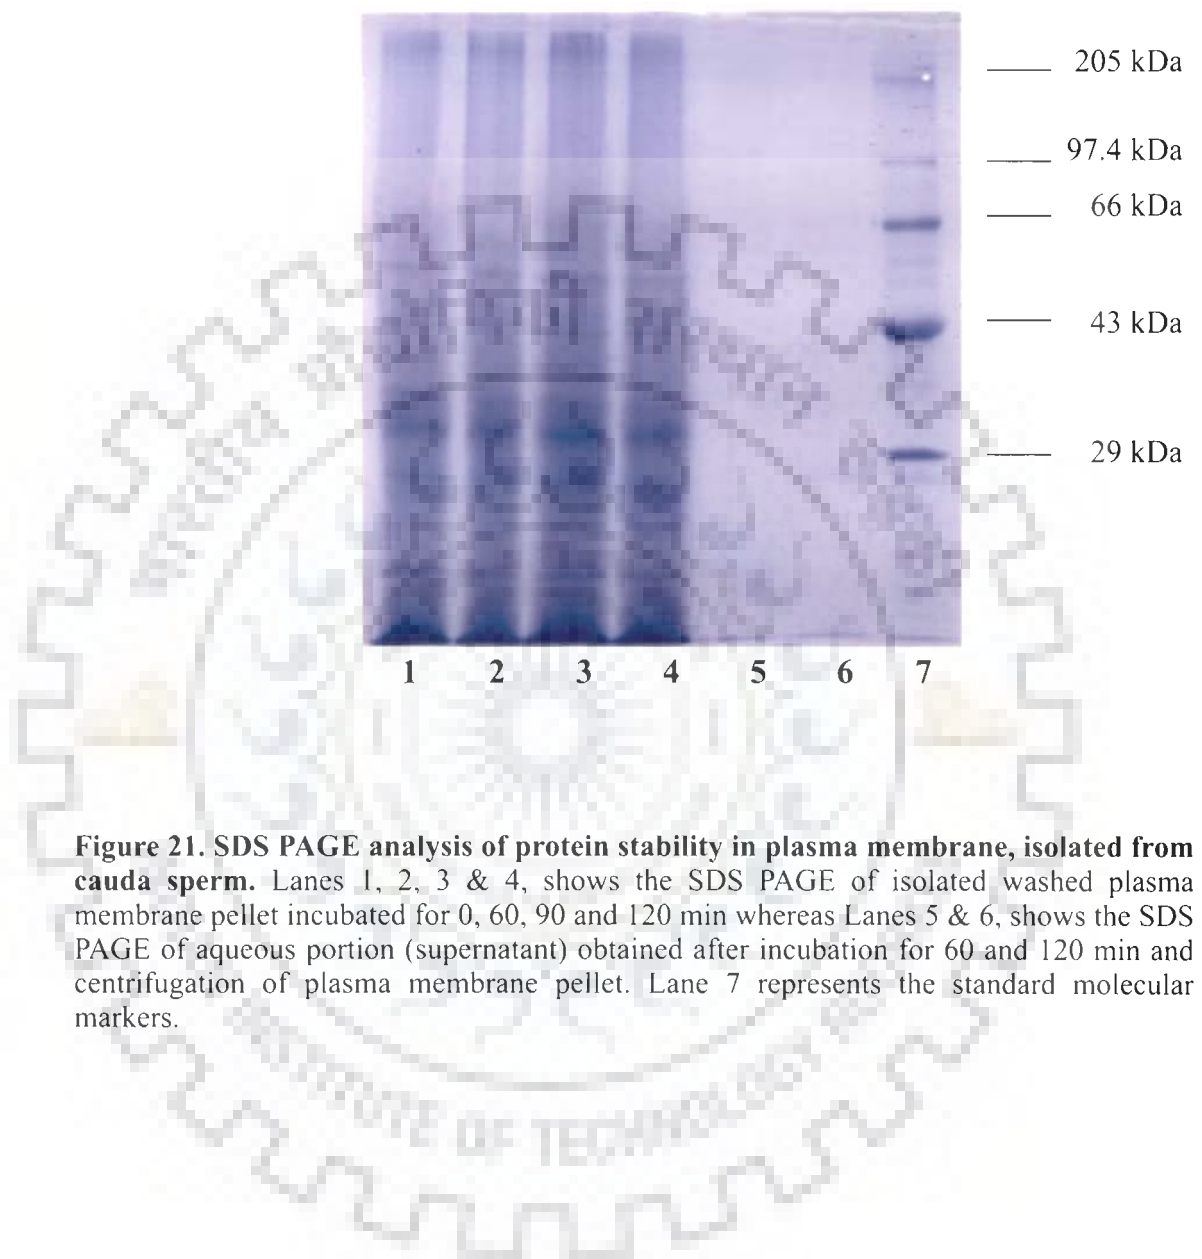 205 kDa
97.4 kDa
66 kDa
43 kDa
29 kDa
1 2 3 4 5 6 7
Figure 21. SDS PAGE analysis of protein stability in plasma membrane, isolated from
cauda sperm. Lanes 1, 2, 3 & 4, shows the SDS PAGE of isolated washed plasma
membrane pellet incubated for 0, 60, 90 and 120 min whereas Lanes 5 & 6, shows the SDS
PAGE of aqueous portion (supernatant) obtained after incubation for 60 and 120 min and
centrifugation of plasma membrane pellet. Lane 7 represents the standard molecular
markers.
INSTITUTE OF TECHNOLOGY